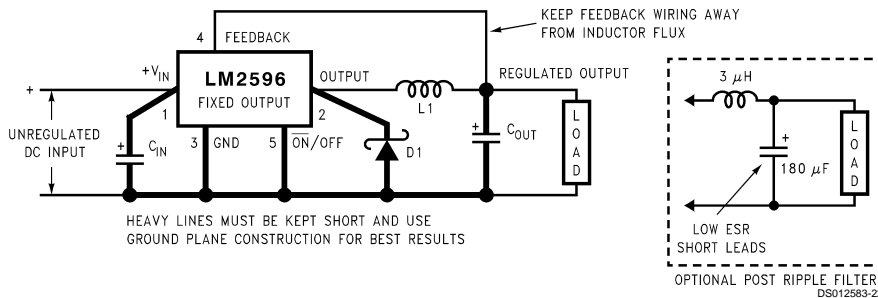 KEEP FEEDBACK WIRING AWAY
FROM INDUCTOR FLUX
4 FEEDBACK
+VIN
LM2596
FIXED OUTPUT
OUTPUT
REGULATED OUTPUT
+
1
2
L1
UNREGULATED
DC INPUT
+
CIN
3 GND
5 ON/OFF
D1
+
COUT
LOAD
HEAVY LINES MUST BE KEPT SHORT AND USE
GROUND PLANE CONSTRUCTION FOR BEST RESULTS
3 μH
+
180 μF
LOAD
LOW ESR
SHORT LEADS
OPTIONAL POST RIPPLE FILTER